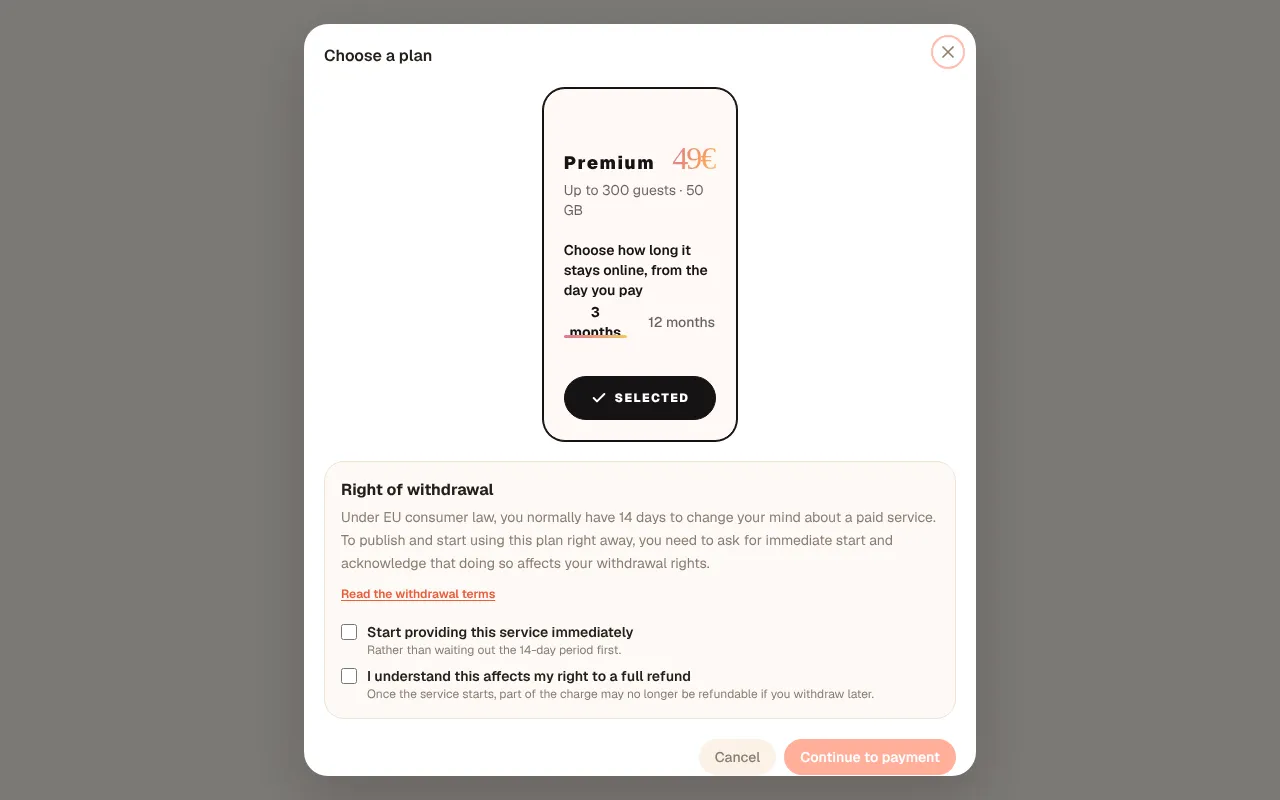 Choose a plan
Premium 49€
Up to 300 guests · 50
GB
Choose how long it
stays online, from the
day you pay
3
months
12 months
SELECTED
Right of withdrawal
Under EU consumer law, you normally have 14 days to change your mind about a paid service.
To publish and start using this plan right away, you need to ask for immediate start and
acknowledge that doing so affects your withdrawal rights.
Read the withdrawal terms
Start providing this service immediately
Rather than waiting out the 14-day period first.
I understand this affects my right to a full refund
Once the service starts, part of the charge may no longer be refundable if you withdraw later.
Cancel
Continue to payment